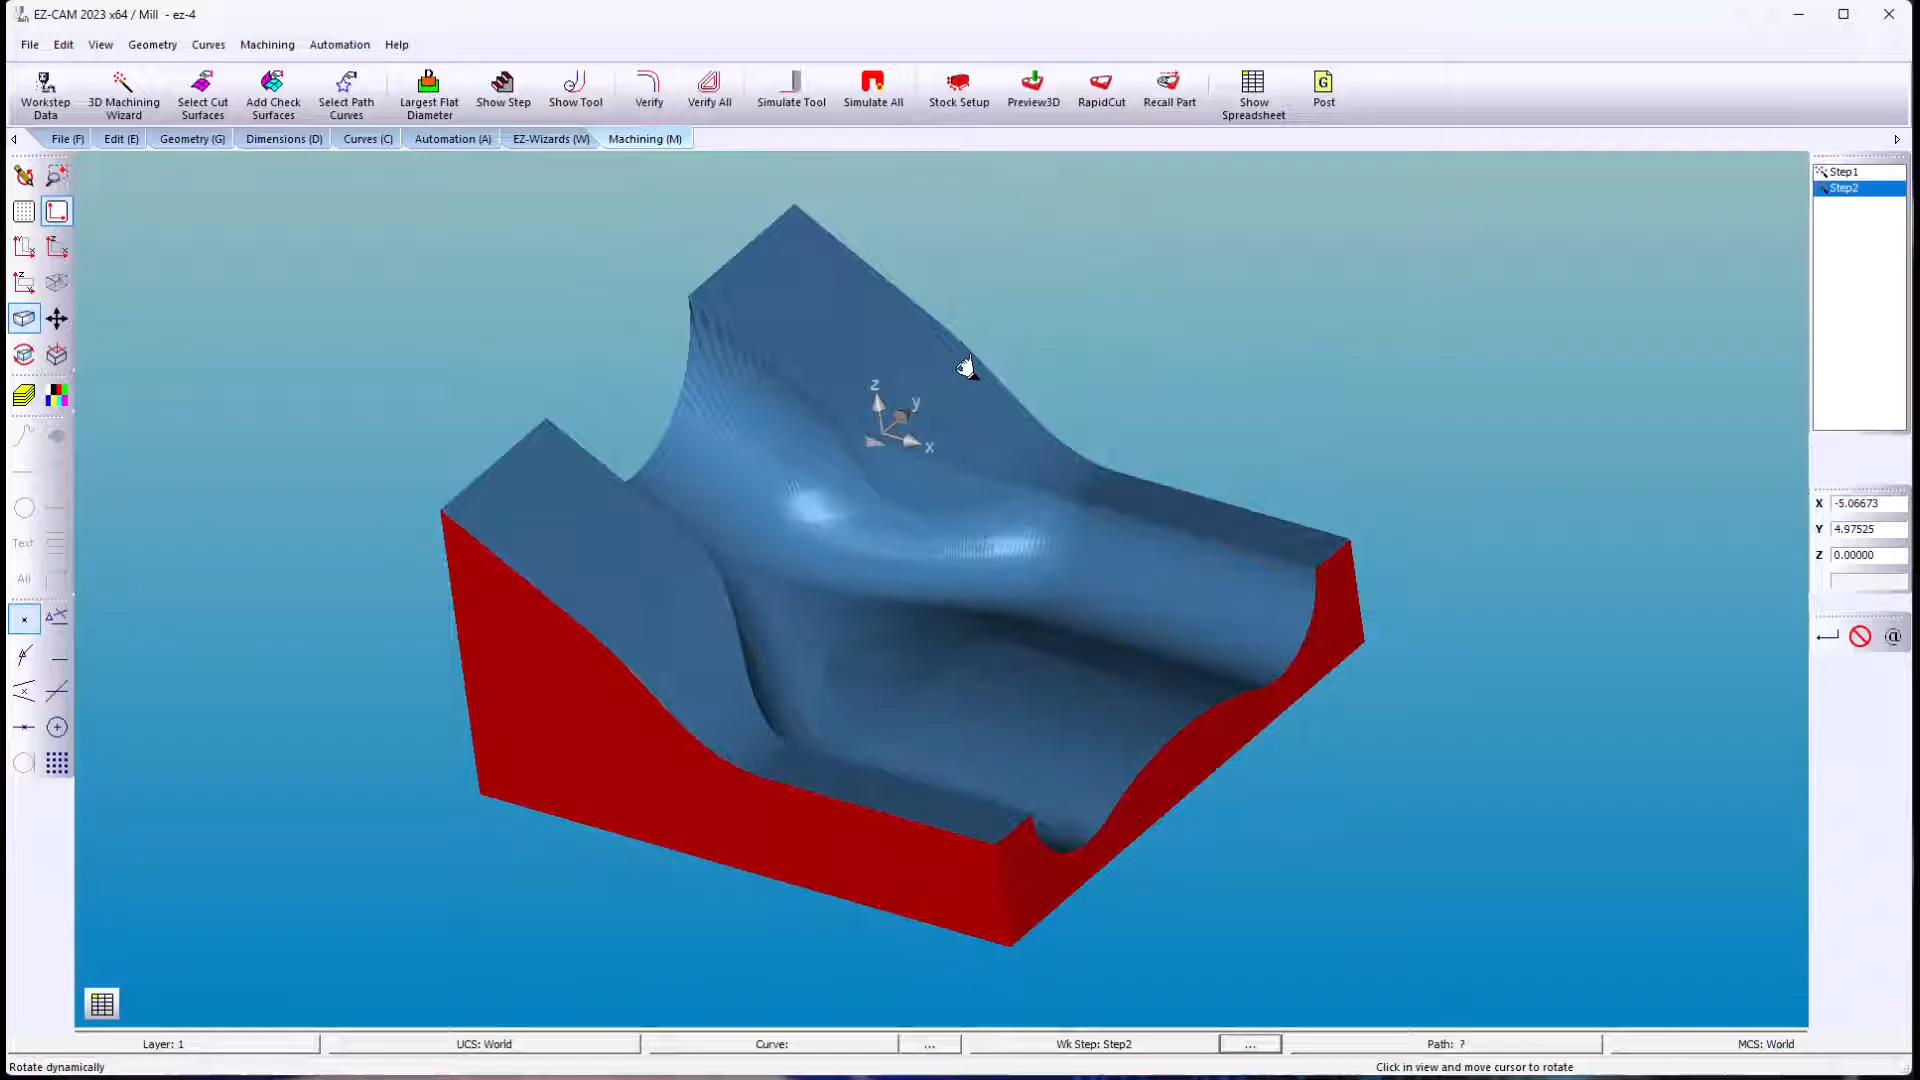 EZ-CAM 2023 x64 / Mill - ez-4
File Edit View Geometry Curves Machining Automation Help
Workstep Data
3D Machining Wizard
Select Cut Surfaces
Add Check Surfaces
Select Path Curves
Largest Flat Diameter
Show Step
Show Tool
Verify
Verify All
Simulate Tool
Simulate All
Stock Setup
Preview3D
RapidCut
Recall Part
Show Spreadsheet
Post
File (F) Edit (E) Geometry (G) Dimensions (D) Curves (C) Automation (A) EZ-Wizards (W) Machining (M)
Step1
Step2
z
y
x
X -5.06673
Y 4.97525
Z 0.00000
Text
All
Layer: 1 UCS: World Curve: ... Wk Step: Step2 ... Path: ? MCS: World
Rotate dynamically Click in view and move cursor to rotate